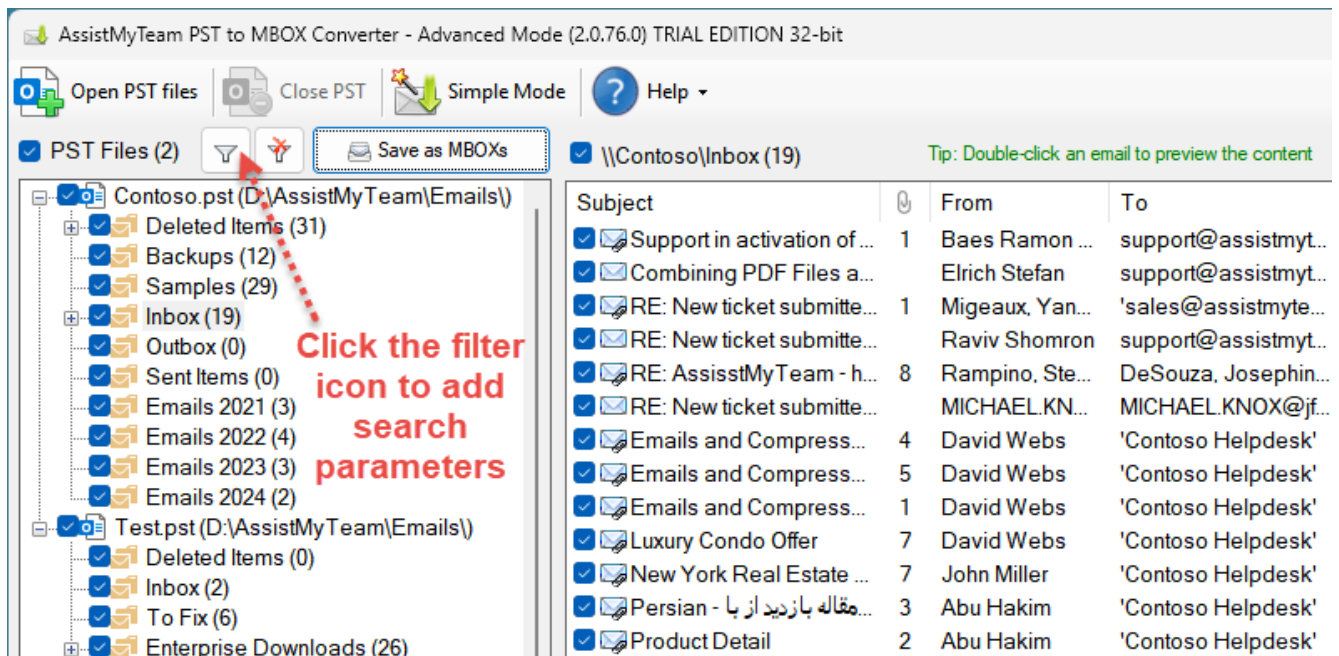 AssistMyTeam PST to MBOX Converter - Advanced Mode (2.0.76.0) TRIAL EDITION 32-bit
Open PST files
Close PST
Simple Mode
? Help
PST Files (2)
Save as MBOXs
Contoso.pst (D:\AssistMyTeam\Emails\)
Deleted Items (31)
Backups (12)
Samples (29)
Inbox (19)
Outbox (0)
Sent Items (0)
Emails 2021 (3)
Emails 2022 (4)
Emails 2023 (3)
Emails 2024 (2)
Test.pst (D:\AssistMyTeam\Emails\)
Deleted Items (0)
Inbox (2)
To Fix (6)
Enterprise Downloads (26)
Click the filter
icon to add
search
parameters
\\Contoso\Inbox (19)
Tip: Double-click an email to preview the content
Subject From To
Support in activation of ... 1 Baes Ramon ... support@assistmyt...
Combining PDF Files a... Elrich Stefan support@assistmyt...
RE: New ticket submitte... 1 Migeaux, Yan... 'sales@assistmyte...
RE: New ticket submitte... Raviv Shomron support@assistmyt...
RE: AssisstMyTeam - h... 8 Rampino, Ste... DeSouza, Josephin...
RE: New ticket submitte... MICHAEL.KN... MICHAEL.KNOX@jf...
Emails and Compress... 4 David Webs 'Contoso Helpdesk'
Emails and Compress... 5 David Webs 'Contoso Helpdesk'
Emails and Compress... 1 David Webs 'Contoso Helpdesk'
Luxury Condo Offer 7 David Webs 'Contoso Helpdesk'
New York Real Estate ... 7 John Miller 'Contoso Helpdesk'
Persian - مقاله بازدید از با... 3 Abu Hakim 'Contoso Helpdesk'
Product Detail 2 Abu Hakim 'Contoso Helpdesk'